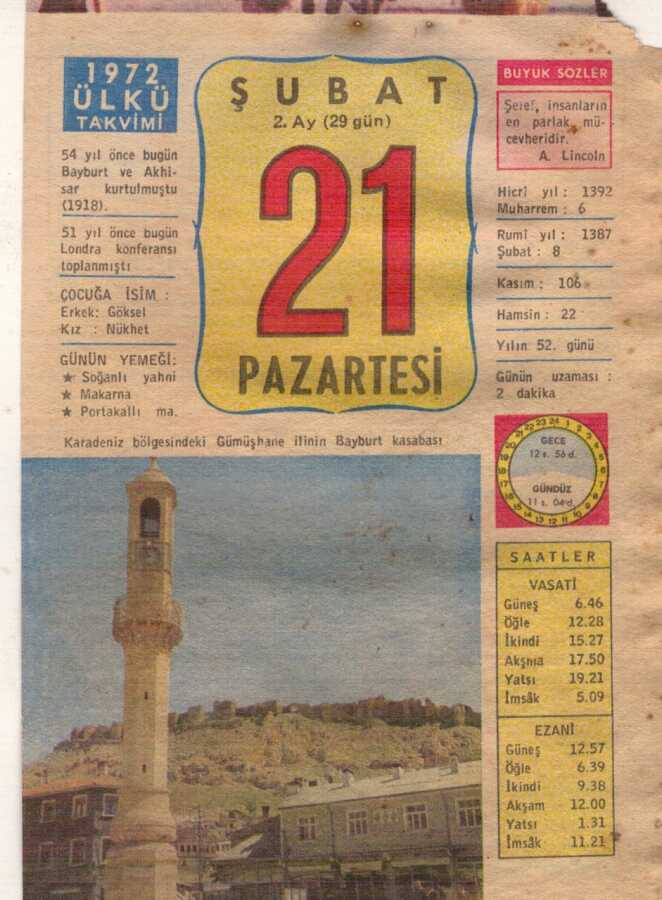 1972
ÜLKÜ
TAKVİMİ
54 yıl önce bugün
Bayburt ve Akhi-
sar kurtulmuştu
(1918).
51 yıl önce bugün
Londra konferansı
toplanmıştı
ÇOCUĞA İSİM :
Erkek: Göksel
Kız : Nükhet
GÜNÜN YEMEĞİ:
★ Soğanlı yahni
★ Makarna
★ Portakallı ma.
ŞUBAT
2. Ay (29 gün)
21
PAZARTESİ
BÜYÜK SÖZLER
Şeref, insanların
en parlak mü-
cevheridir.
A. Lincoln
Hicrî yıl : 1392
Muharrem : 6
Rumî yıl : 1387
Şubat : 8
Kasım : 106
Hamsin : 22
Yılın 52. günü
Günün uzaması :
2 dakika
Karadeniz bölgesindeki Gümüşhane ilinin Bayburt kasabası
GECE
12 s. 56 d.
GÜNDÜZ
11 s. 04 d.
SAATLER
VASATİ
Güneş 6.46
Öğle 12.28
İkindi 15.27
Akşma 17.50
Yatsı 19.21
İmsâk 5.09
EZANİ
Güneş 12.57
Öğle 6.39
İkindi 9.38
Akşam 12.00
Yatsı 1.31
İmsâk 11.21